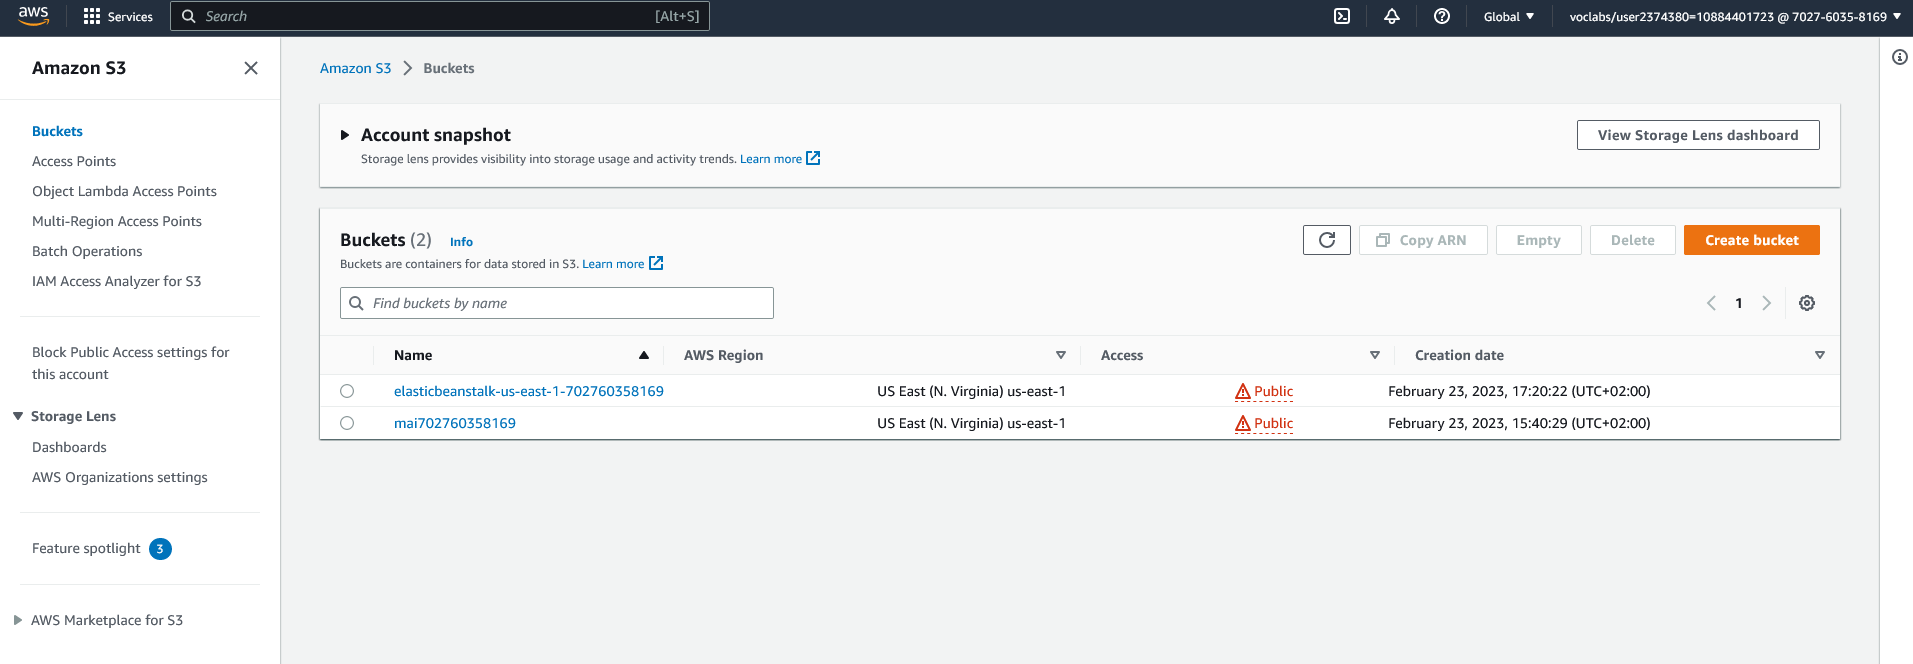 aws
Services
Search [Alt+S]
Global
voclabs/user2374380=10884401723 @ 7027-6035-8169
Amazon S3
Buckets
Access Points
Object Lambda Access Points
Multi-Region Access Points
Batch Operations
IAM Access Analyzer for S3
Block Public Access settings for
this account
Storage Lens
Dashboards
AWS Organizations settings
Feature spotlight 3
AWS Marketplace for S3
Amazon S3 Buckets
Account snapshot
Storage lens provides visibility into storage usage and activity trends. Learn more
View Storage Lens dashboard
Buckets (2) Info
Buckets are containers for data stored in S3. Learn more
Copy ARN
Empty
Delete
Create bucket
Find buckets by name
1
Name AWS Region Access Creation date
elasticbeanstalk-us-east-1-702760358169 US East (N. Virginia) us-east-1 Public February 23, 2023, 17:20:22 (UTC+02:00)
mai702760358169 US East (N. Virginia) us-east-1 Public February 23, 2023, 15:40:29 (UTC+02:00)